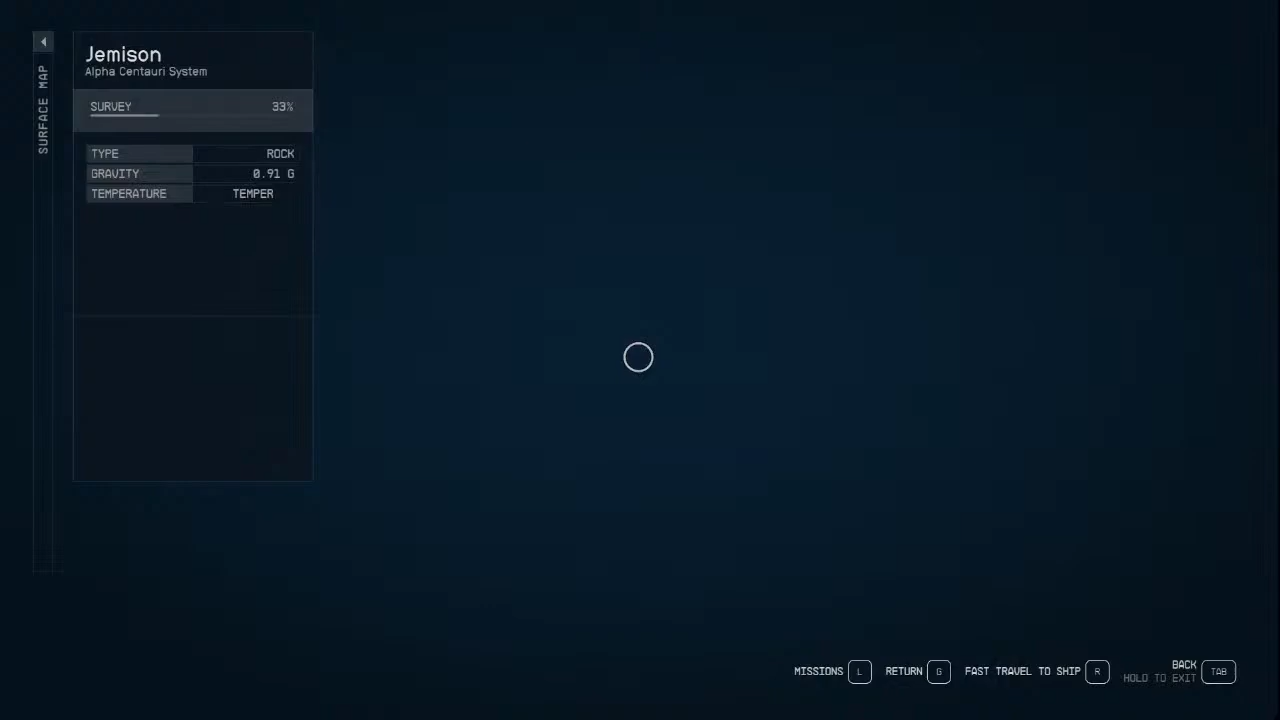 SURFACE MAP
Jemison
Alpha Centauri System
SURVEY 33%
TYPE ROCK
GRAVITY 0.91 G
TEMPERATURE TEMPER
MISSIONS L RETURN G FAST TRAVEL TO SHIP R BACK TAB
HOLD TO EXIT